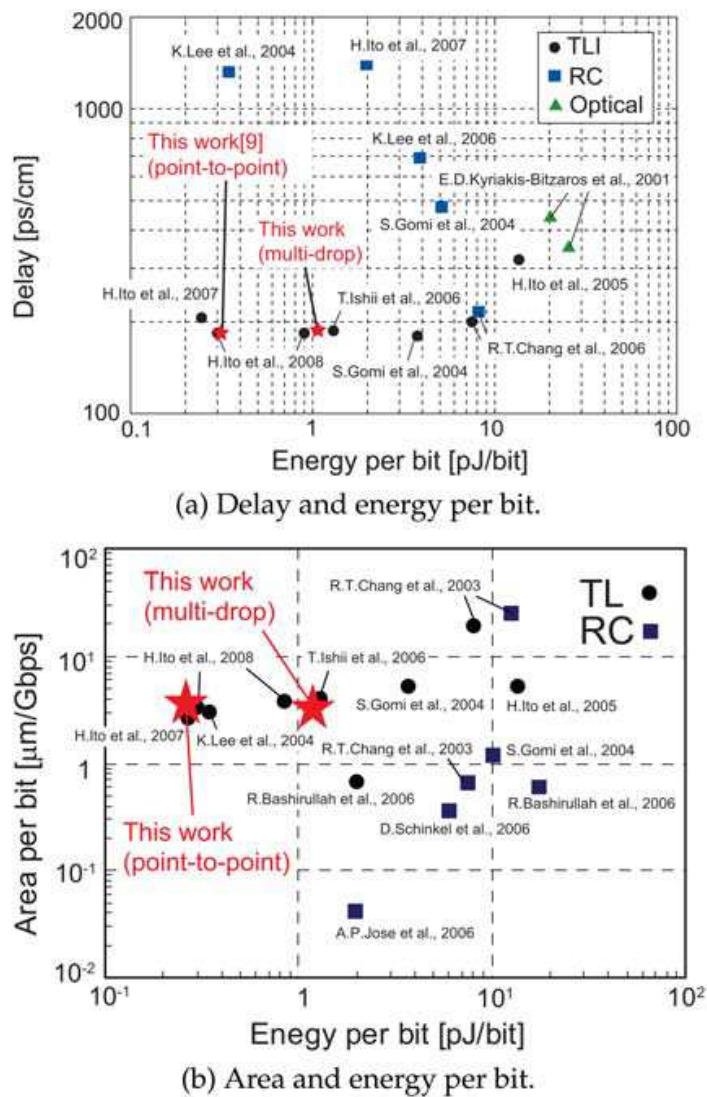 2000
K.Lee et al., 2004
H.Ito et al., 2007
TLI
RC
Optical
1000
This work[9]
(point-to-point)
K.Lee et al., 2006
E.D.Kyriakis-Bitzaros et al., 2001
This work
(multi-drop)
S.Gomi et al., 2004
Delay [ps/cm]
H.Ito et al., 2007
T.Ishii et al., 2006
H.Ito et al., 2005
H.Ito et al., 2008
R.T.Chang et al., 2006
S.Gomi et al., 2004
100
0.1
1
10
100
Energy per bit [pJ/bit]
(a) Delay and energy per bit.
10²
This work
(multi-drop)
R.T.Chang et al., 2003
TL
RC
H.Ito et al., 2008
T.Ishii et al., 2006
10¹
S.Gomi et al., 2004
H.Ito et al., 2005
H.Ito et al., 2007
K.Lee et al., 2004
R.T.Chang et al., 2003
S.Gomi et al., 2004
Area per bit [μm/Gbps]
1
R.Bashirullah et al., 2006
R.Bashirullah et al., 2006
D.Schinkel et al., 2006
This work
(point-to-point)
10⁻¹
A.P.Jose et al., 2006
10⁻²
10⁻¹
1
10¹
10²
Enegy per bit [pJ/bit]
(b) Area and energy per bit.